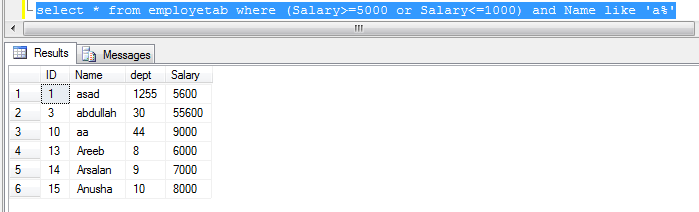 select * from employetab where (Salary>=5000 or Salary<=1000) and Name like 'a%'
Results Messages
ID Name dept Salary
1 1 asad 1255 5600
2 3 abdullah 30 55600
3 10 aa 44 9000
4 13 Areeb 8 6000
5 14 Arsalan 9 7000
6 15 Anusha 10 8000